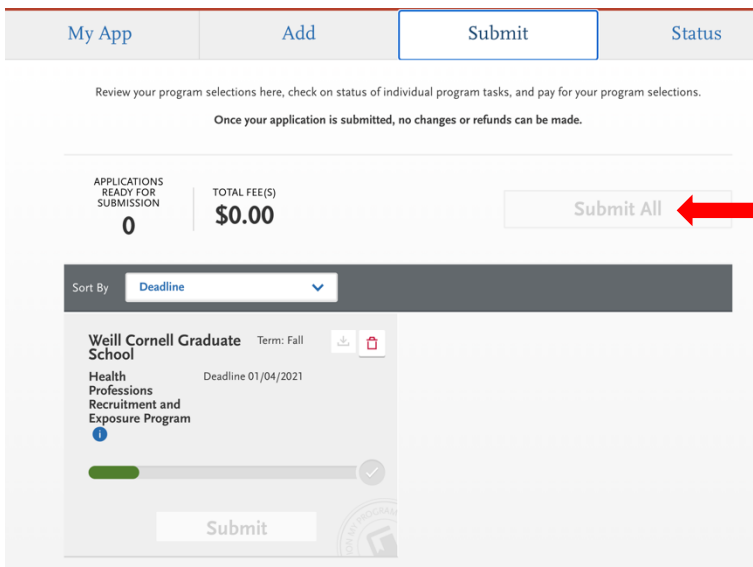 My App
Add
Submit
Status
Review your program selections here, check on status of individual program tasks, and pay for your program selections.
Once your application is submitted, no changes or refunds can be made.
APPLICATIONS
READY FOR
SUBMISSION
0
TOTAL FEE(S)
$0.00
Submit All
Sort By
Deadline
Weill Cornell Graduate
School
Term: Fall
Health
Professions
Recruitment and
Exposure Program
Deadline 01/04/2021
i
Submit